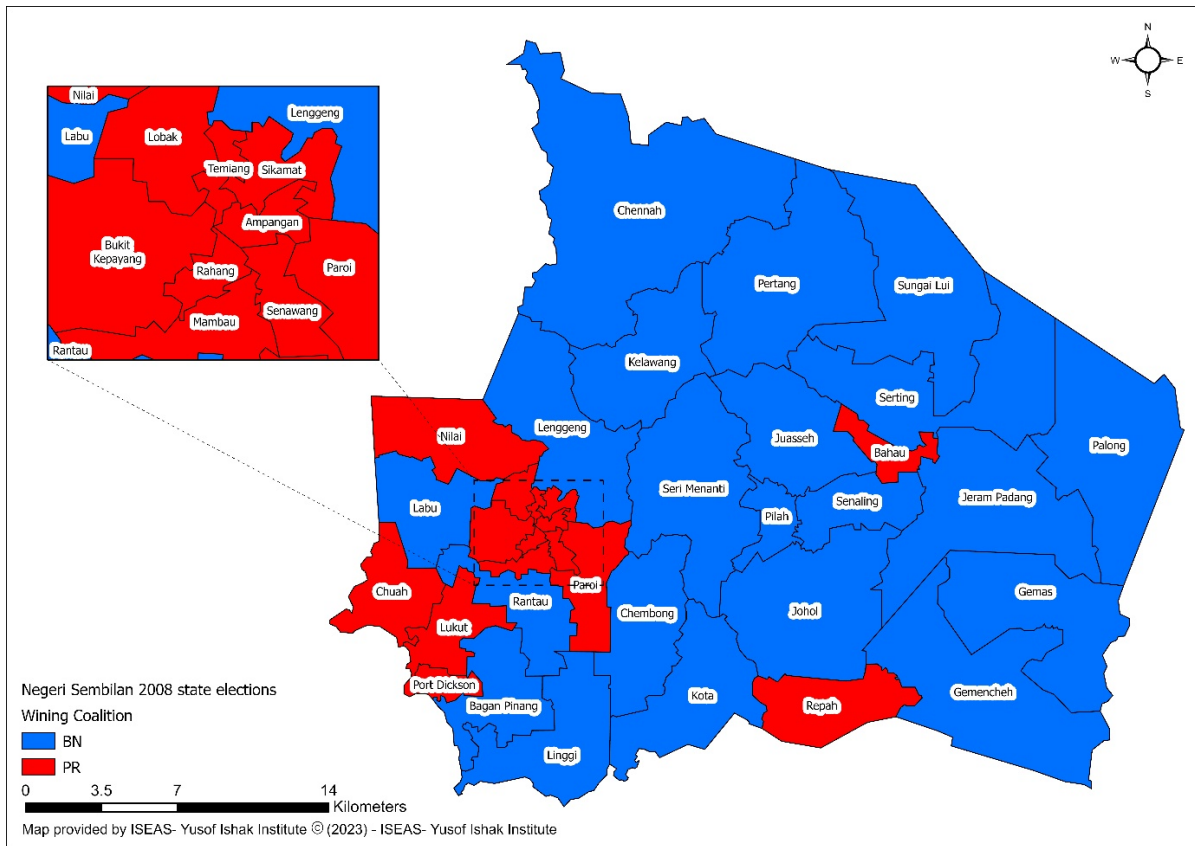 N
W
E
S
Nilai
Labu
Lobak
Lenggeng
Temiang
Sikamat
Ampangan
Bukit
Kepayang
Rahang
Paroi
Mambau
Senawang
Rantau
Chennah
Pertang
Sungai Lui
Kelawang
Serting
Lenggeng
Nilai
Juasseh
Bahau
Palong
Seri Menanti
Jeram Padang
Labu
Pilah
Senaling
Chuah
Paroi
Gemas
Rantau
Chembong
Johol
Lukut
Port Dickson
Bagan Pinang
Kota
Repah
Gemencheh
Linggi
Negeri Sembilan 2008 state elections
Wining Coalition
BN
PR
0 3.5 7 14
Kilometers
Map provided by ISEAS- Yusof Ishak Institute © (2023) - ISEAS- Yusof Ishak Institute